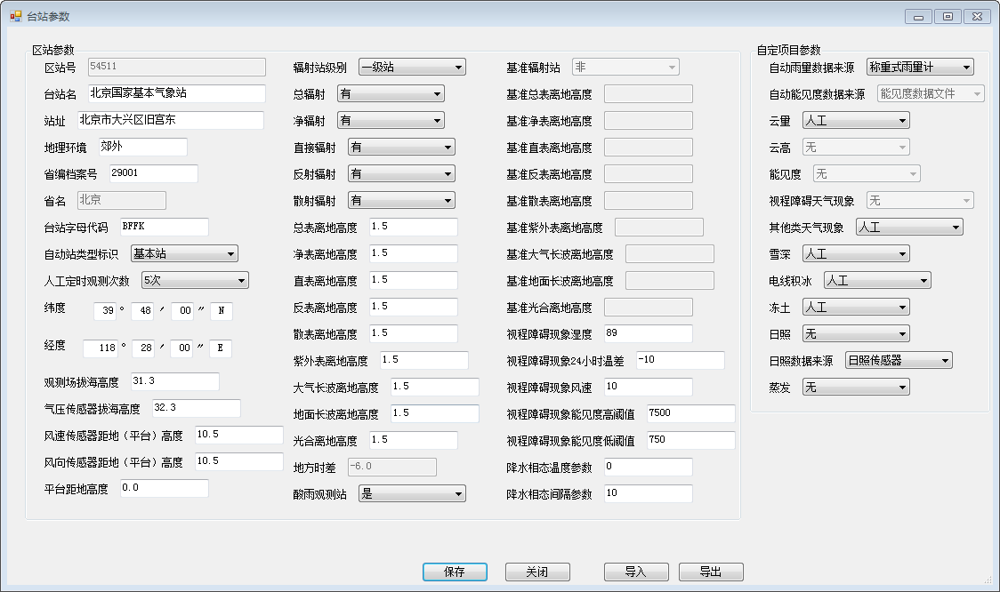 台站参数
区站参数
区站号 54511
台站名 北京国家基本气象站
站址 北京市大兴区旧宫东
地理环境 郊外
省编档案号 29001
省名 北京
台站字母代码 BFFK
自动站类型标识 基本站
人工定时观测次数 5次
纬度 39 ° 48 ′ 00 ″ N
经度 118 ° 28 ′ 00 ″ E
观测场拔海高度 31.3
气压传感器拔海高度 32.3
风速传感器距地（平台）高度 10.5
风向传感器距地（平台）高度 10.5
平台距地高度 0.0
辐射站级别 一级站
总辐射 有
净辐射 有
直接辐射 有
反射辐射 有
散射辐射 有
总表离地高度 1.5
净表离地高度 1.5
直表离地高度 1.5
反表离地高度 1.5
散表离地高度 1.5
紫外表离地高度 1.5
大气长波离地高度 1.5
地面长波离地高度 1.5
光合离地高度 1.5
地方时差 -6.0
酸雨观测站 是
基准辐射站 非
基准总表离地高度
基准净表离地高度
基准直表离地高度
基准反表离地高度
基准散表离地高度
基准紫外表离地高度
基准大气长波离地高度
基准地面长波离地高度
基准光合离地高度
视程障碍现象湿度 89
视程障碍现象24小时温差 -10
视程障碍现象风速 10
视程障碍现象能见度高阈值 7500
视程障碍现象能见度低阈值 750
降水相态温度参数 0
降水相态间隔参数 10
自定项目参数
自动雨量数据来源 称重式雨量计
自动能见度数据来源 能见度数据文件
云量 人工
云高 无
能见度 无
视程障碍天气现象 无
其他类天气现象 人工
雪深 人工
电线积冰 人工
冻土 人工
日照 无
日照数据来源 日照传感器
蒸发 无
保存 关闭 导入 导出